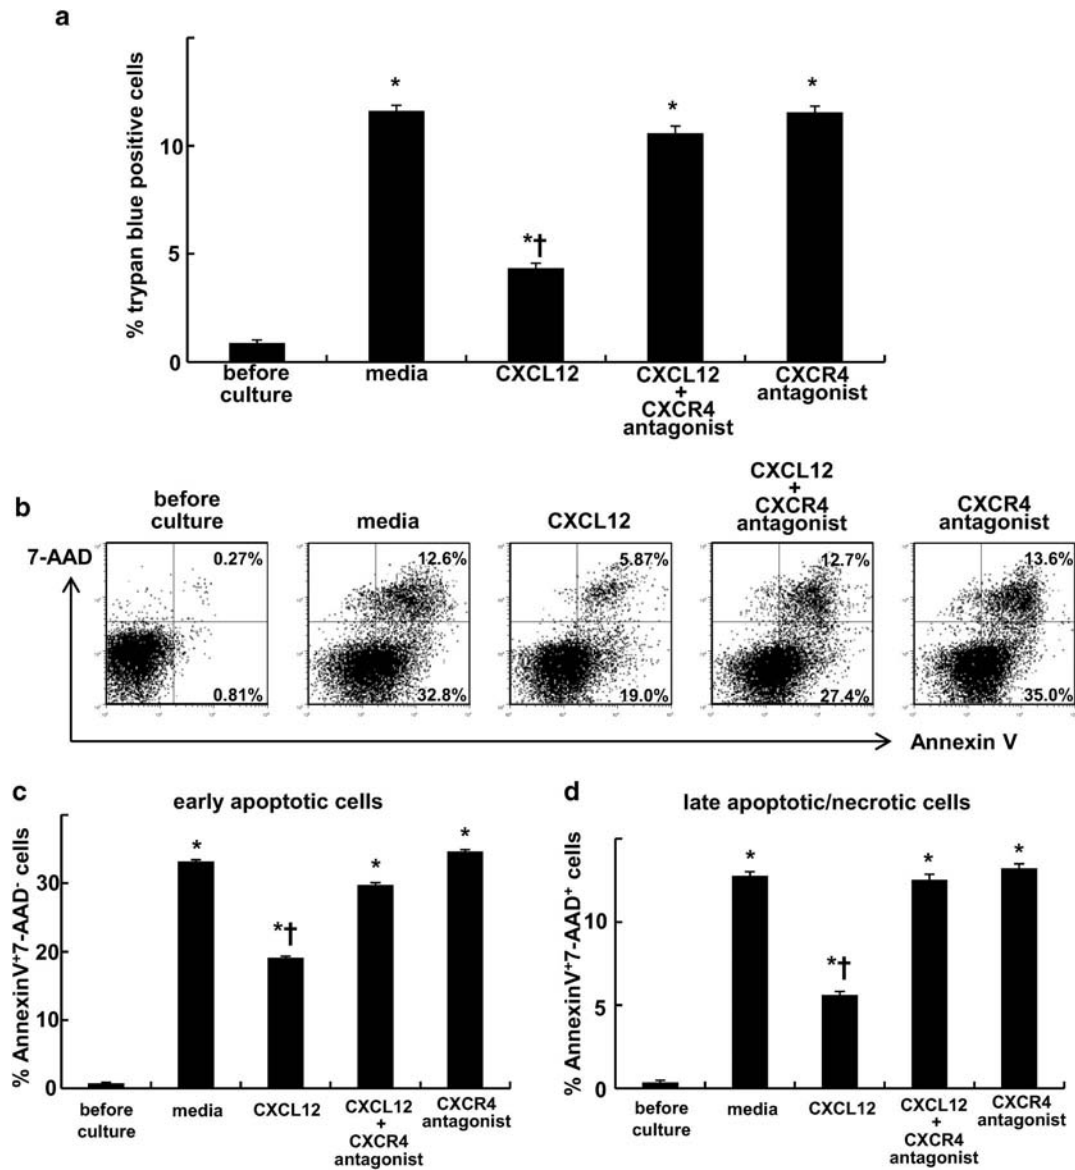 a
% trypan blue positive cells
10
5
0
*
*†
*
*
before
culture
media
CXCL12
CXCL12
+
CXCR4
antagonist
CXCR4
antagonist
b
7-AAD
before
culture
media
CXCL12
CXCL12
+
CXCR4
antagonist
CXCR4
antagonist
0.27%
12.6%
5.87%
12.7%
13.6%
0.81%
32.8%
19.0%
27.4%
35.0%
Annexin V
c
early apoptotic cells
% AnnexinV⁺7-AAD⁻ cells
30
20
10
0
*
*†
*
*
before
culture
media
CXCL12
CXCL12
+
CXCR4
antagonist
CXCR4
antagonist
d
late apoptotic/necrotic cells
% AnnexinV⁺7-AAD⁺ cells
10
5
0
*
*†
*
*
before
culture
media
CXCL12
CXCL12
+
CXCR4
antagonist
CXCR4
antagonist